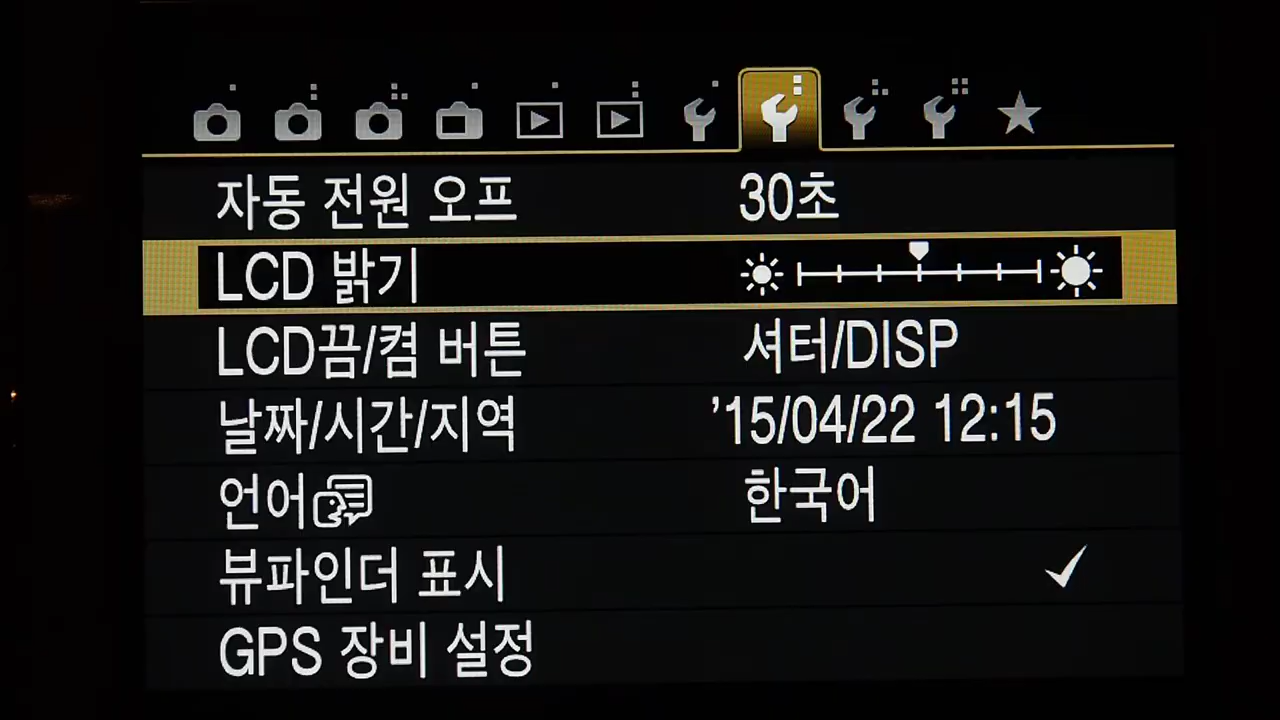 자동 전원 오프 30초
LCD 밝기
LCD끔/켬 버튼 셔터/DISP
날짜/시간/지역 '15/04/22 12:15
언어 한국어
뷰파인더 표시
GPS 장비 설정